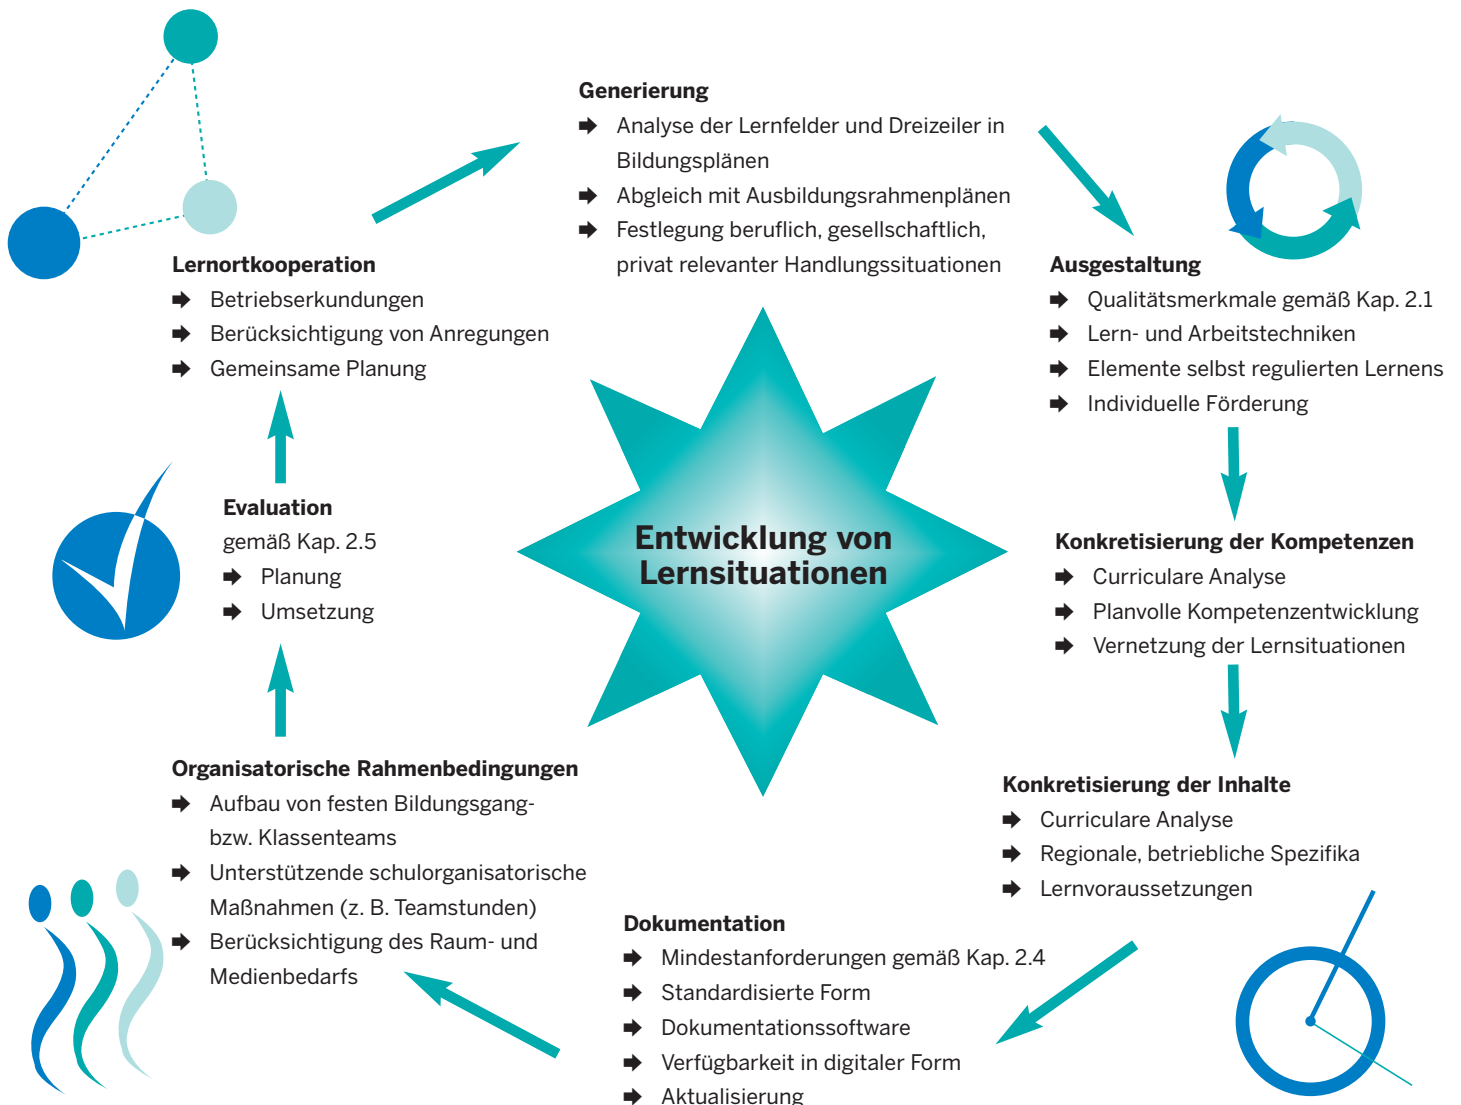 Generierung
Analyse der Lernfelder und Dreizeiler in
Bildungsplänen
Abgleich mit Ausbildungsrahmenplänen
Festlegung beruflich, gesellschaftlich,
privat relevanter Handlungssituationen
Ausgestaltung
Qualitätsmerkmale gemäß Kap. 2.1
Lern- und Arbeitstechniken
Elemente selbst regulierten Lernens
Individuelle Förderung
Konkretisierung der Kompetenzen
Curriculare Analyse
Planvolle Kompetenzentwicklung
Vernetzung der Lernsituationen
Konkretisierung der Inhalte
Curriculare Analyse
Regionale, betriebliche Spezifika
Lernvoraussetzungen
Dokumentation
Mindestanforderungen gemäß Kap. 2.4
Standardisierte Form
Dokumentationssoftware
Verfügbarkeit in digitaler Form
Aktualisierung
Organisatorische Rahmenbedingungen
Aufbau von festen Bildungsgang-
bzw. Klassenteams
Unterstützende schulorganisatorische
Maßnahmen (z. B. Teamstunden)
Berücksichtigung des Raum- und
Medienbedarfs
Evaluation
gemäß Kap. 2.5
Planung
Umsetzung
Lernortkooperation
Betriebserkundungen
Berücksichtigung von Anregungen
Gemeinsame Planung
Entwicklung von
Lernsituationen